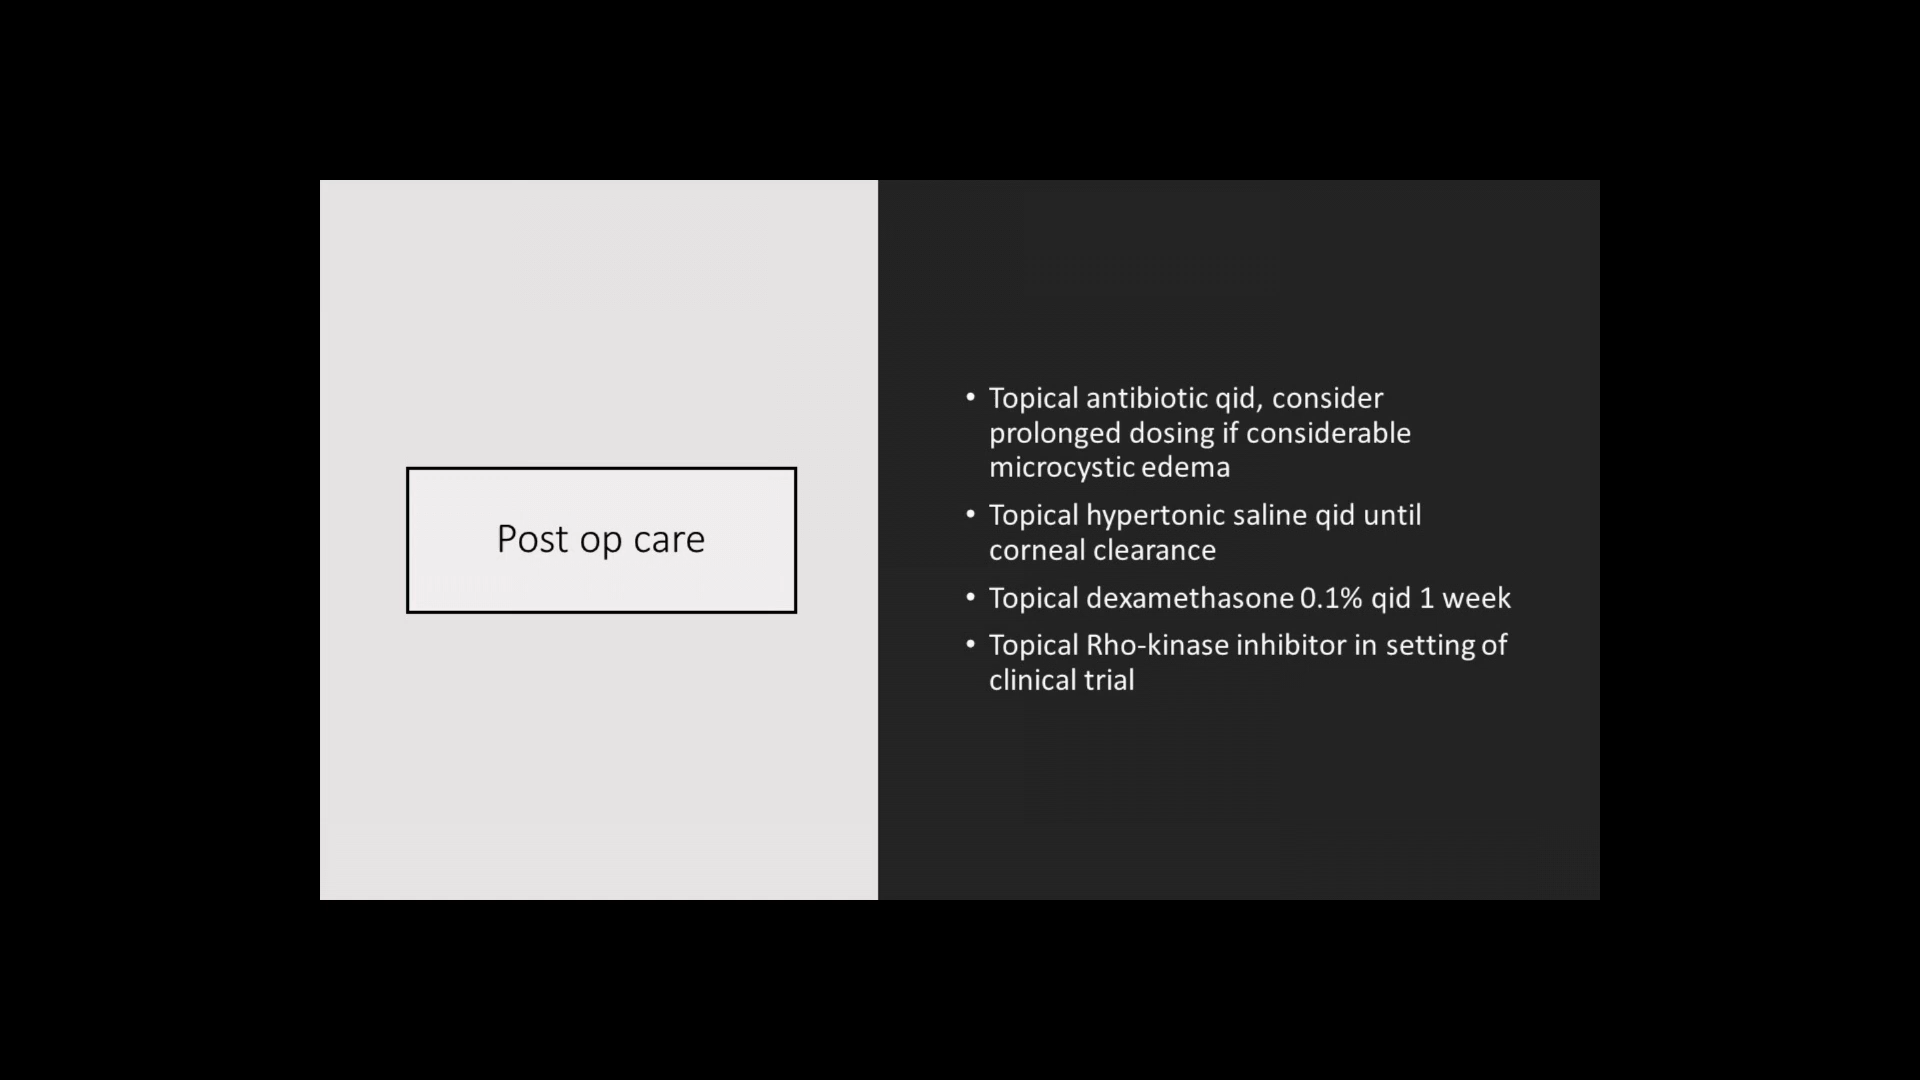 Post op care
• Topical antibiotic qid, consider
prolonged dosing if considerable
microcystic edema
• Topical hypertonic saline qid until
corneal clearance
• Topical dexamethasone 0.1% qid 1 week
• Topical Rho-kinase inhibitor in setting of
clinical trial